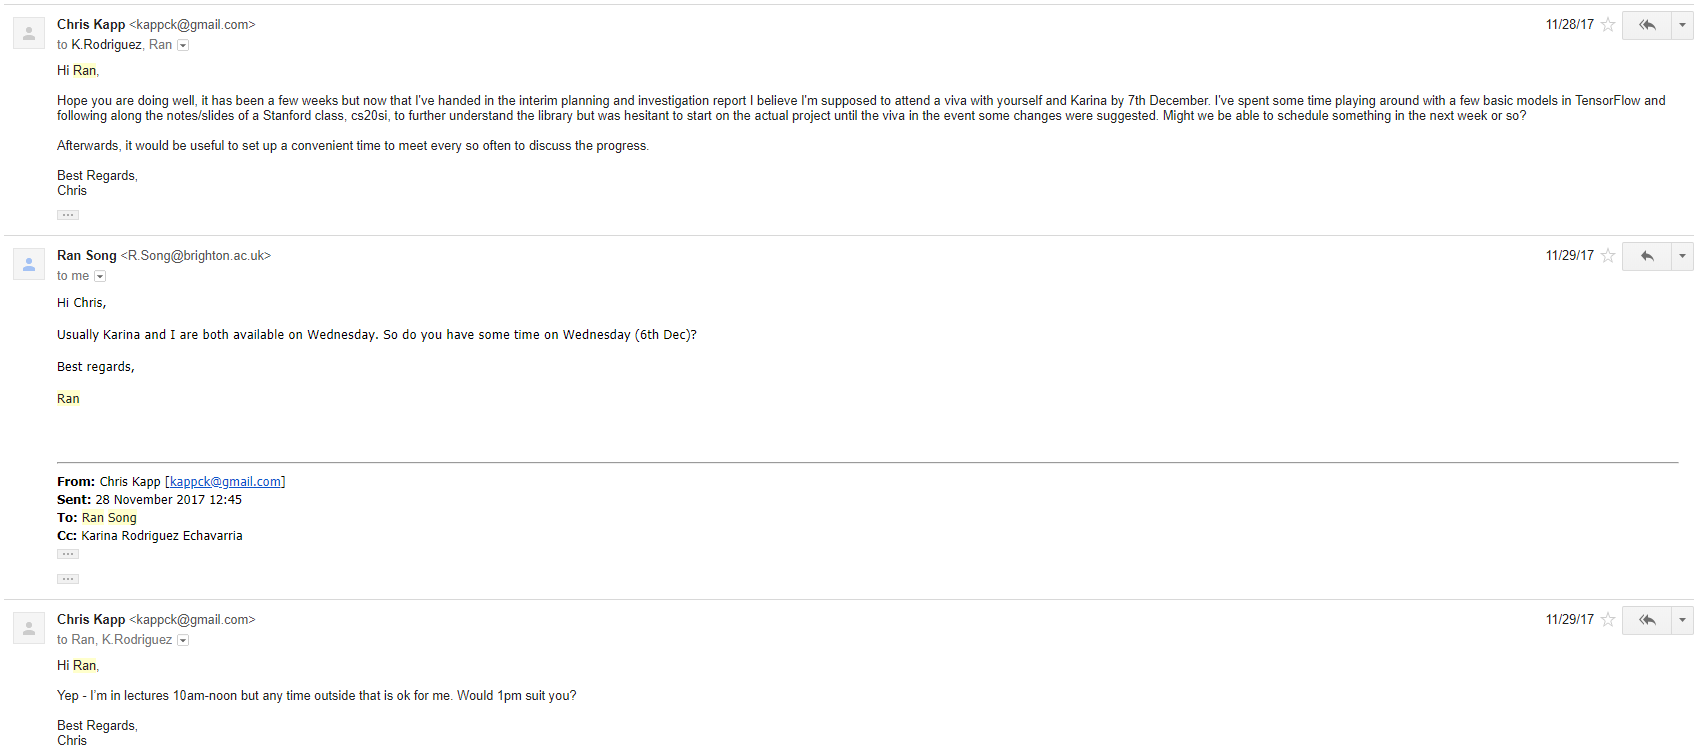 Chris Kapp <kappck@gmail.com>
11/28/17
to K.Rodriguez, Ran
Hi Ran,
Hope you are doing well, it has been a few weeks but now that I've handed in the interim planning and investigation report I believe I'm supposed to attend a viva with yourself and Karina by 7th December. I've spent some time playing around with a few basic models in TensorFlow and
following along the notes/slides of a Stanford class, cs20si, to further understand the library but was hesitant to start on the actual project until the viva in the event some changes were suggested. Might we be able to schedule something in the next week or so?
Afterwards, it would be useful to set up a convenient time to meet every so often to discuss the progress.
Best Regards,
Chris
Ran Song <R.Song@brighton.ac.uk>
11/29/17
to me
Hi Chris,
Usually Karina and I are both available on Wednesday. So do you have some time on Wednesday (6th Dec)?
Best regards,
Ran
From: Chris Kapp [kappck@gmail.com]
Sent: 28 November 2017 12:45
To: Ran Song
Cc: Karina Rodriguez Echavarria
Chris Kapp <kappck@gmail.com>
11/29/17
to Ran, K.Rodriguez
Hi Ran,
Yep - I'm in lectures 10am-noon but any time outside that is ok for me. Would 1pm suit you?
Best Regards,
Chris